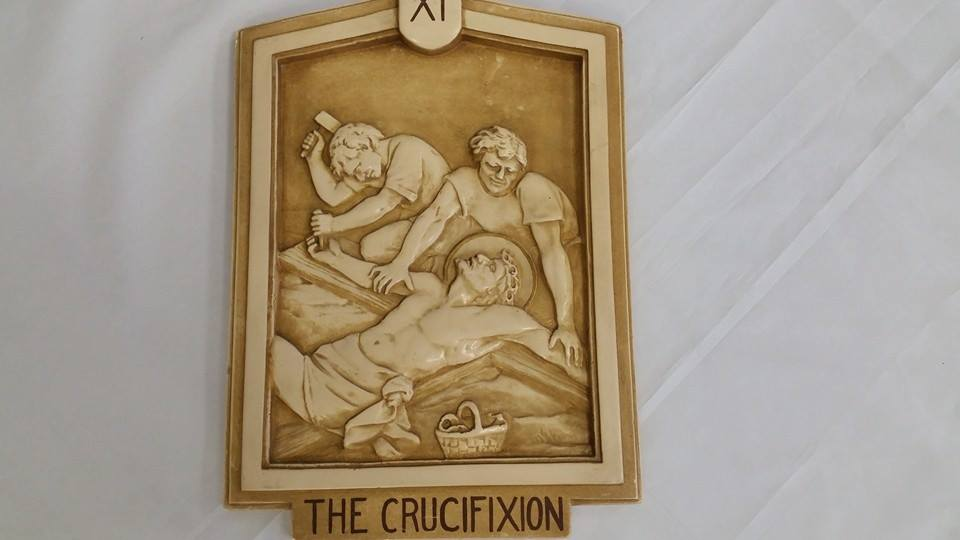 XI
THE CRUCIFIXION